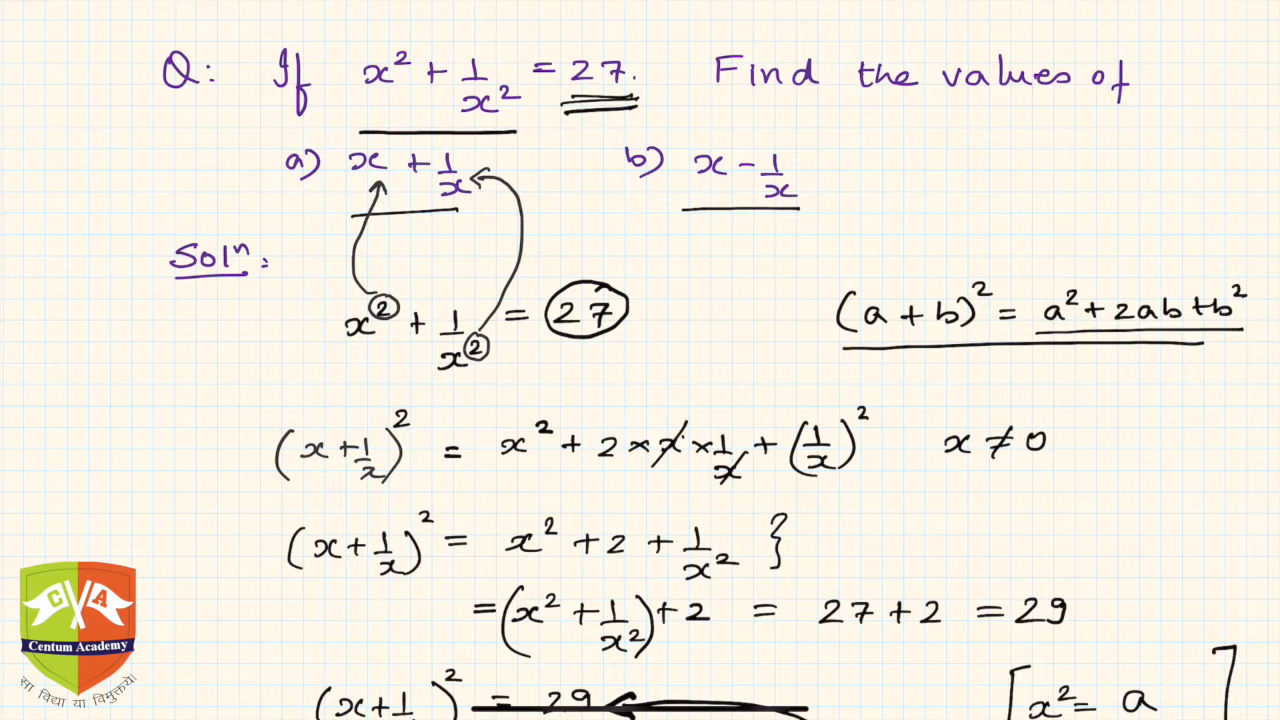 Q: If x² + 1/x² = 27. Find the values of
a) x + 1/x b) x - 1/x
Solⁿ:
x² + 1/x² = 27
(a + b)² = a² + 2ab + b²
(x + 1/x)² = x² + 2 × x × 1/x + (1/x)² x ≠ 0
(x + 1/x)² = x² + 2 + 1/x² }
= (x² + 1/x²) + 2 = 27 + 2 = 29
(x + 1/x)² = 29
[x² = a]
C A
Centum Academy
सा विद्या या विमुक्तये